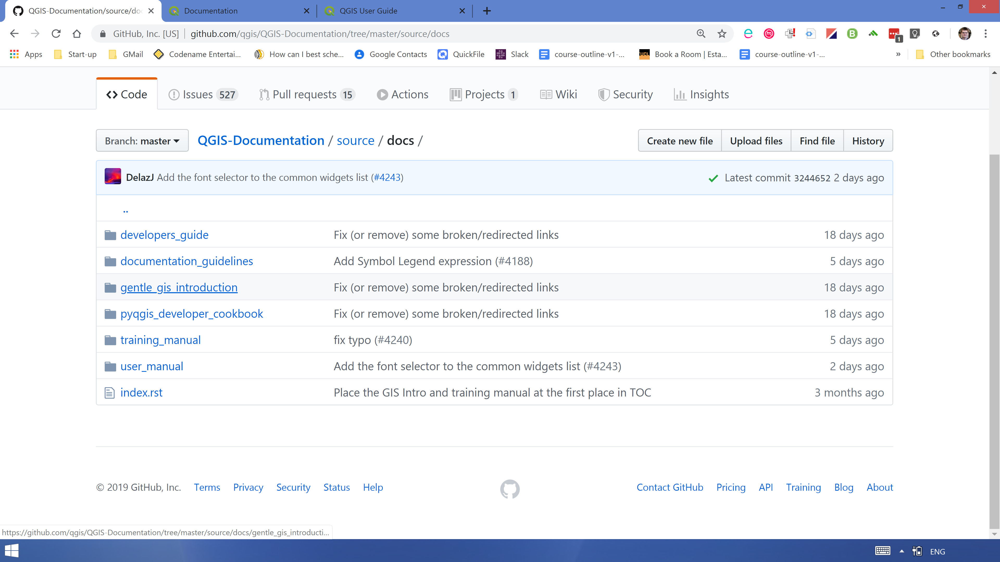 QGIS-Documentation/source/doc
Documentation
QGIS User Guide
GitHub, Inc. [US] github.com/qgis/QGIS-Documentation/tree/master/source/docs
1
Apps Start-up GMail Codename Entertai... How can I best sche... Google Contacts QuickFile Slack course-outline-v1-... Book a Room | Esta... course-outline-v1-... » Other bookmarks
Code Issues 527 Pull requests 15 Actions Projects 1 Wiki Security Insights
Branch: master QGIS-Documentation / source / docs / Create new file Upload files Find file History
DelazJ Add the font selector to the common widgets list (#4243) Latest commit 3244652 2 days ago
..
developers_guide Fix (or remove) some broken/redirected links 18 days ago
documentation_guidelines Add Symbol Legend expression (#4188) 5 days ago
gentle_gis_introduction Fix (or remove) some broken/redirected links 18 days ago
pyqgis_developer_cookbook Fix (or remove) some broken/redirected links 18 days ago
training_manual fix typo (#4240) 5 days ago
user_manual Add the font selector to the common widgets list (#4243) 2 days ago
index.rst Place the GIS Intro and training manual at the first place in TOC 3 months ago
© 2019 GitHub, Inc. Terms Privacy Security Status Help Contact GitHub Pricing API Training Blog About
https://github.com/qgis/QGIS-Documentation/tree/master/source/docs/gentle_gis_introducti...
ENG